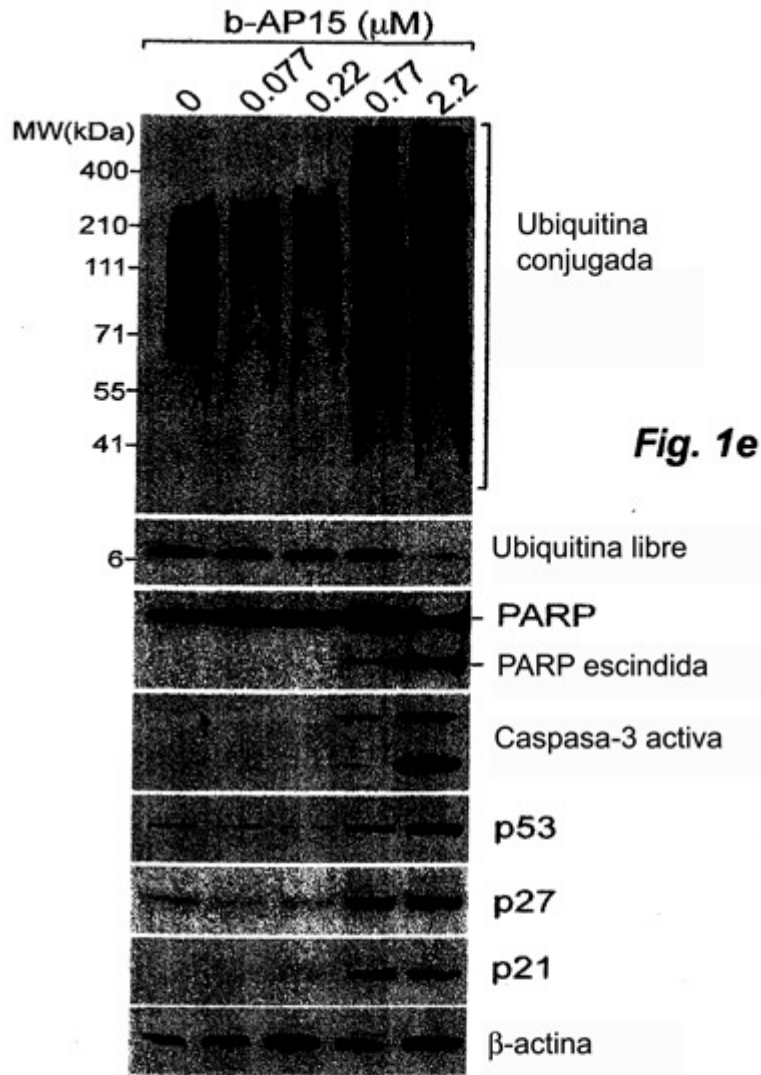 b-AP15 (μM)
0 0.077 0.22 0.77 2.2
MW(kDa)
400
210
111
71
55
41
Ubiquitina
conjugada
Fig. 1e
6
Ubiquitina libre
PARP
PARP escindida
Caspasa-3 activa
p53
p27
p21
β-actina